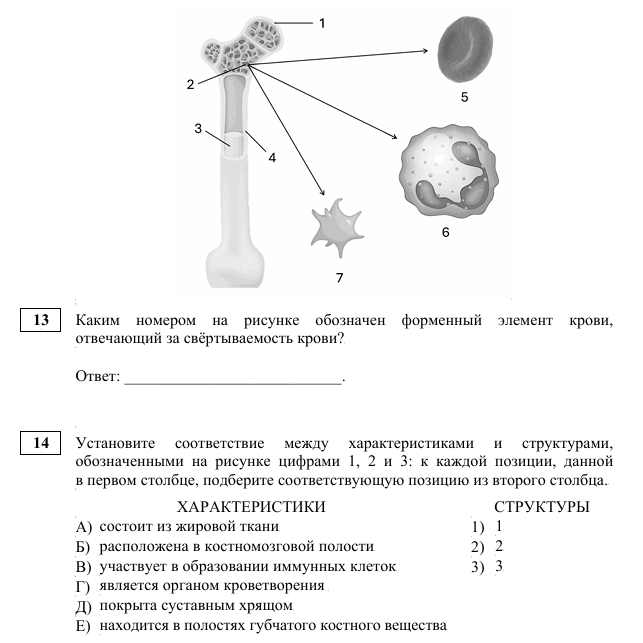 1
2
5
3
4
6
7
13 Каким номером на рисунке обозначен форменный элемент крови,
отвечающий за свёртываемость крови?
Ответ: ___________________________.
14 Установите соответствие между характеристиками и структурами,
обозначенными на рисунке цифрами 1, 2 и 3: к каждой позиции, данной
в первом столбце, подберите соответствующую позицию из второго столбца.
ХАРАКТЕРИСТИКИ СТРУКТУРЫ
А) состоит из жировой ткани 1) 1
Б) расположена в костномозговой полости 2) 2
В) участвует в образовании иммунных клеток 3) 3
Г) является органом кроветворения
Д) покрыта суставным хрящом
Е) находится в полостях губчатого костного вещества